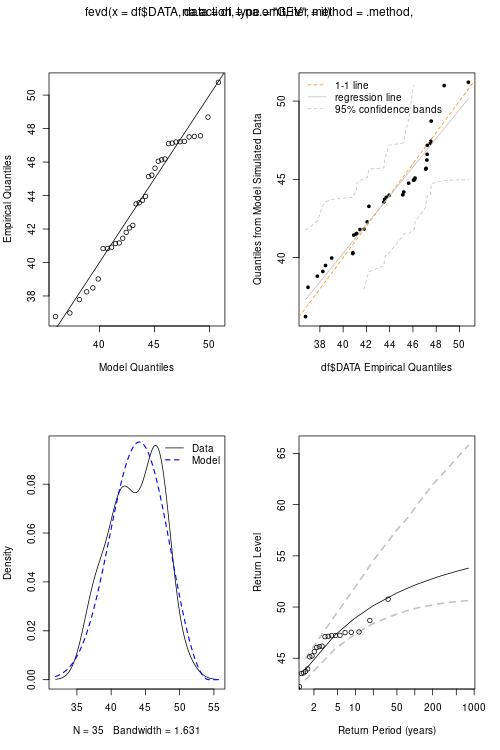 fevd(x = df$DATA,
method = .method,
1-1 line
regression line
95% confidence bands
Empirical Quantiles
38 40 42 44 46 48 50
40 45 50
Model Quantiles
Quantiles from Model Simulated Data
40 45 50
38 40 42 44 46 48 50
df$DATA Empirical Quantiles
Data
Model
Density
0.00 0.02 0.04 0.06 0.08
35 40 45 50 55
N = 35 Bandwidth = 1.631
Return Level
45 50 55 60 65
2 5 10 50 200 1000
Return Period (years)